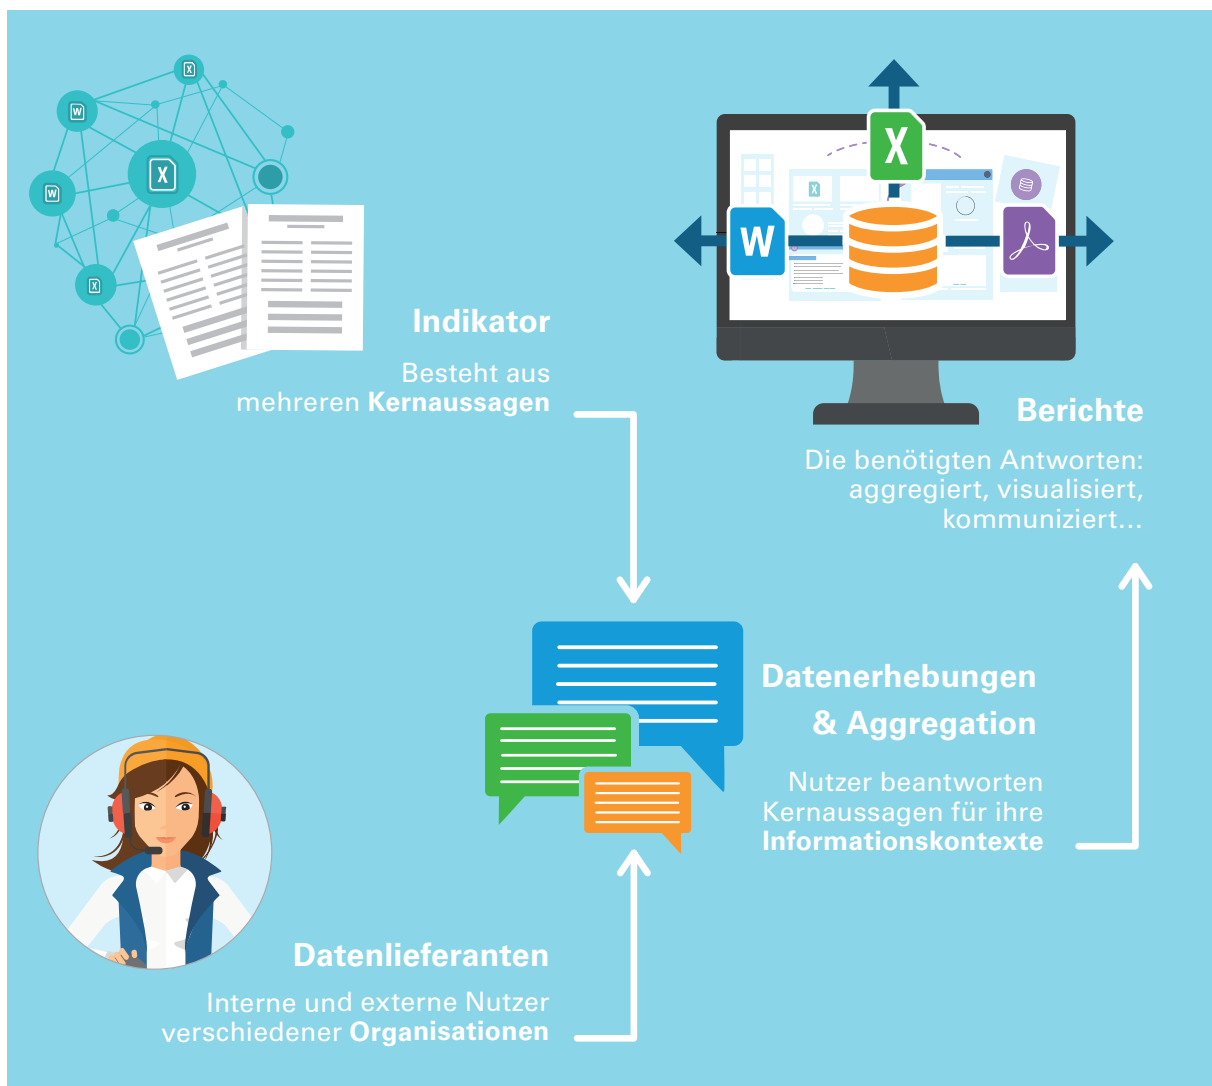 X
W
X
W
X
Indikator
Besteht aus
mehreren Kernaussagen
X
X
W
Berichte
Die benötigten Antworten:
aggregiert, visualisiert,
kommuniziert...
Datenerhebungen
& Aggregation
Nutzer beantworten
Kernaussagen für ihre
Informationskontexte
Datenlieferanten
Interne und externe Nutzer
verschiedener Organisationen